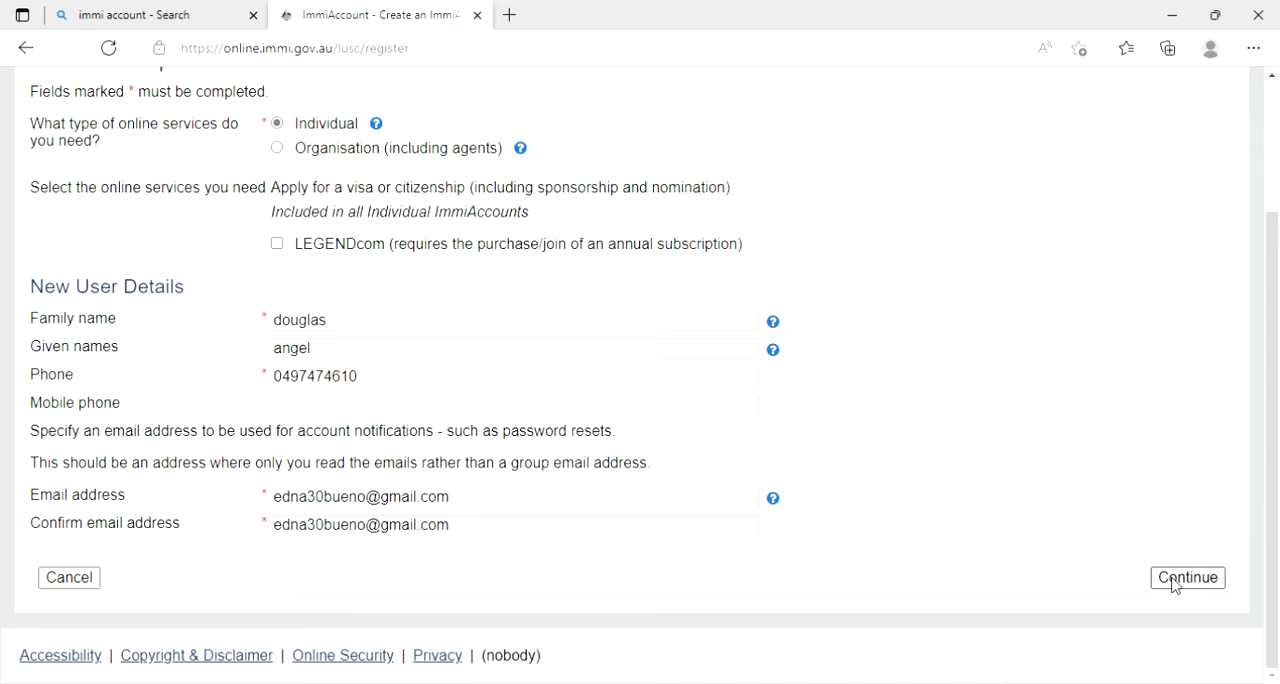 immi account - Search
ImmiAccount - Create an Immi
https://online.immi.gov.au/lusc/register
Fields marked * must be completed.
What type of online services do you need?
* Individual
Organisation (including agents)
Select the online services you need Apply for a visa or citizenship (including sponsorship and nomination)
Included in all Individual ImmiAccounts
LEGENDcom (requires the purchase/join of an annual subscription)
New User Details
Family name * douglas
Given names angel
Phone * 0497474610
Mobile phone
Specify an email address to be used for account notifications - such as password resets.
This should be an address where only you read the emails rather than a group email address.
Email address * edna30bueno@gmail.com
Confirm email address * edna30bueno@gmail.com
Cancel
Continue
Accessibility | Copyright & Disclaimer | Online Security | Privacy | (nobody)